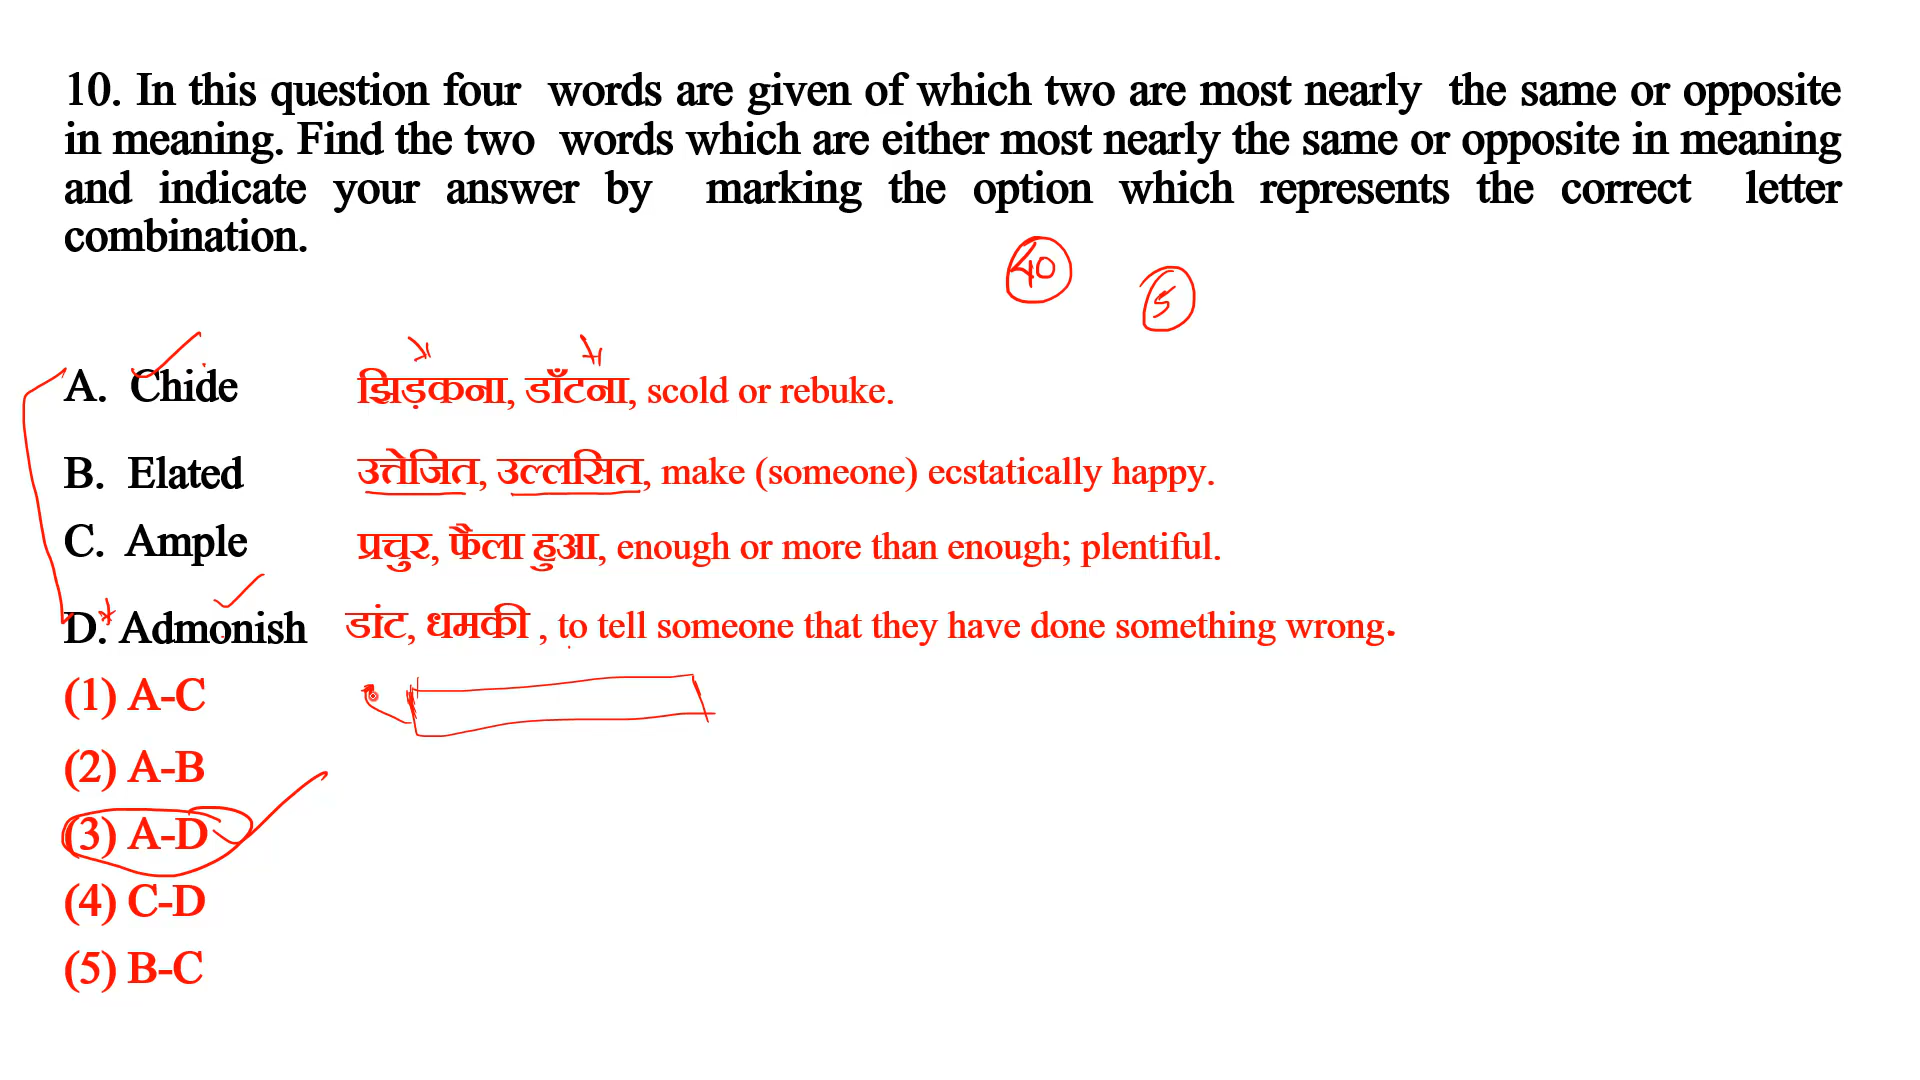 10. In this question four words are given of which two are most nearly the same or opposite
in meaning. Find the two words which are either most nearly the same or opposite in meaning
and indicate your answer by marking the option which represents the correct letter
combination.
40
5
A. Chide झिड़कना, डाँटना, scold or rebuke.
B. Elated उत्तेजित, उल्लसित, make (someone) ecstatically happy.
C. Ample प्रचुर, फैला हुआ, enough or more than enough; plentiful.
D. Admonish डांट, धमकी , to tell someone that they have done something wrong.
(1) A-C
(2) A-B
(3) A-D
(4) C-D
(5) B-C